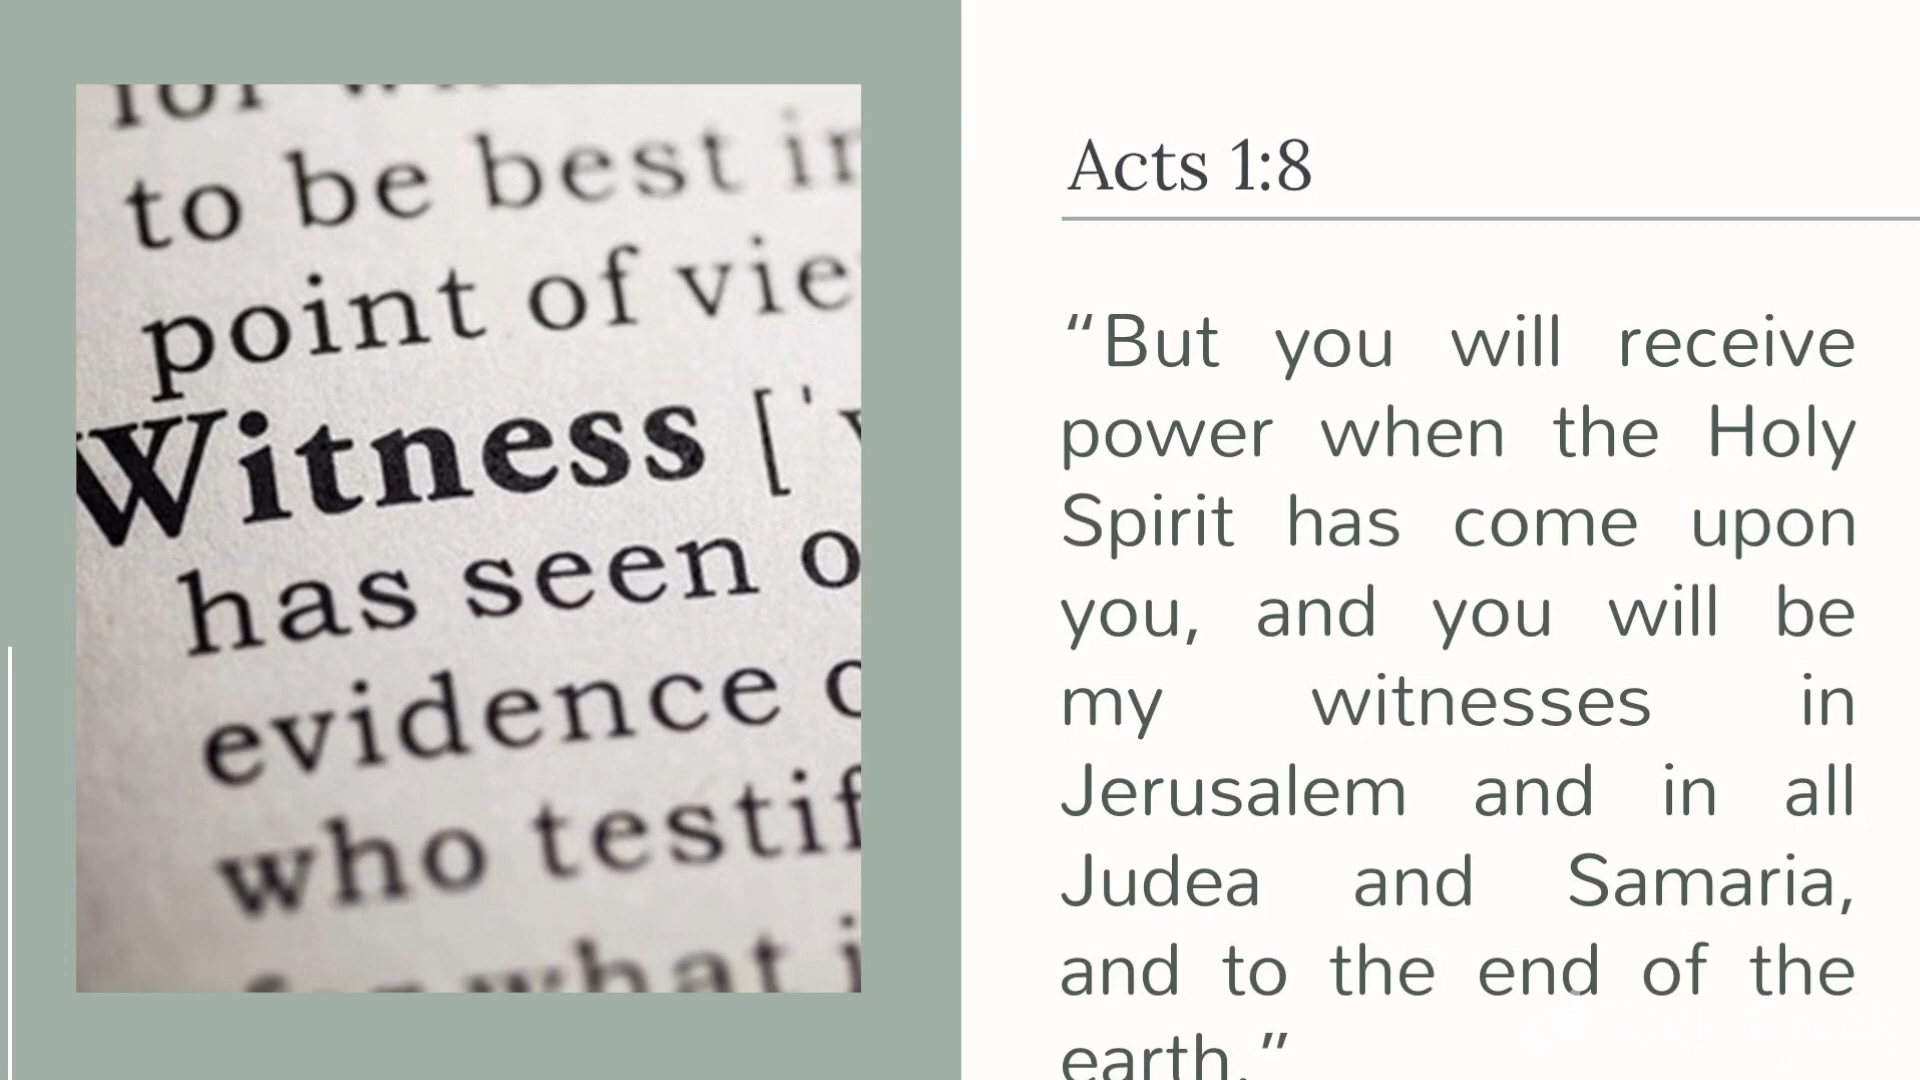 to be best
point of
Witness [ˈ
has seen
evidence
who
what
Acts 1:8
“But you will receive
power when the Holy
Spirit has come upon
you, and you will be
my witnesses in
Jerusalem and in all
Judea and Samaria,
and to the end of the
earth.”